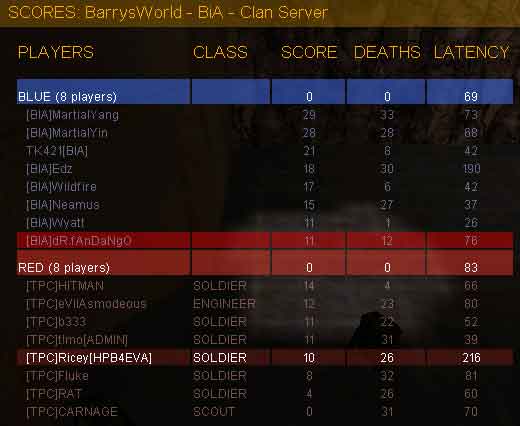 SCORES: BarrysWorld - BiA - Clan Server
PLAYERS CLASS SCORE DEATHS LATENCY
BLUE (8 players) 0 0 69
[BIA]MartialYang 29 33 73
[BIA]MartialYin 28 28 88
TK421[BIA] 21 8 42
[BIA]Edz 18 30 190
[BIA]Wildfire 17 6 42
[BIA]Neamus 15 27 37
[BIA]Wyatt 11 1 26
[BIA]dR.fAnDaNgO 11 12 76
RED (8 players) 0 0 83
[TPC]HiTMAN SOLDIER 14 4 66
[TPC]eVilAsmodeous ENGINEER 12 23 80
[TPC]b333 SOLDIER 11 22 52
[TPC]tImo[ADMIN] SOLDIER 11 31 39
[TPC]Ricey[HPB4EVA] SOLDIER 10 26 216
[TPC]Fluke SOLDIER 8 32 81
[TPC]RAT SOLDIER 4 26 60
[TPC]CARNAGE SCOUT 0 31 70